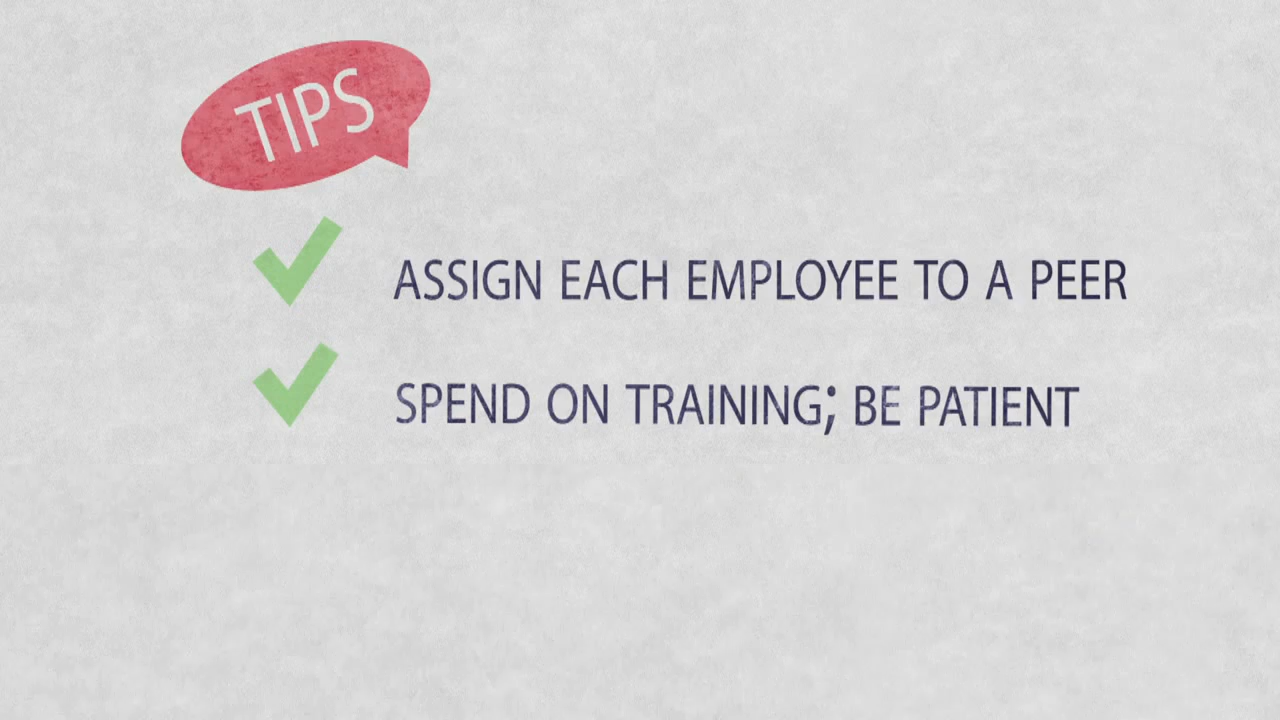 TIPS
ASSIGN EACH EMPLOYEE TO A PEER
SPEND ON TRAINING; BE PATIENT